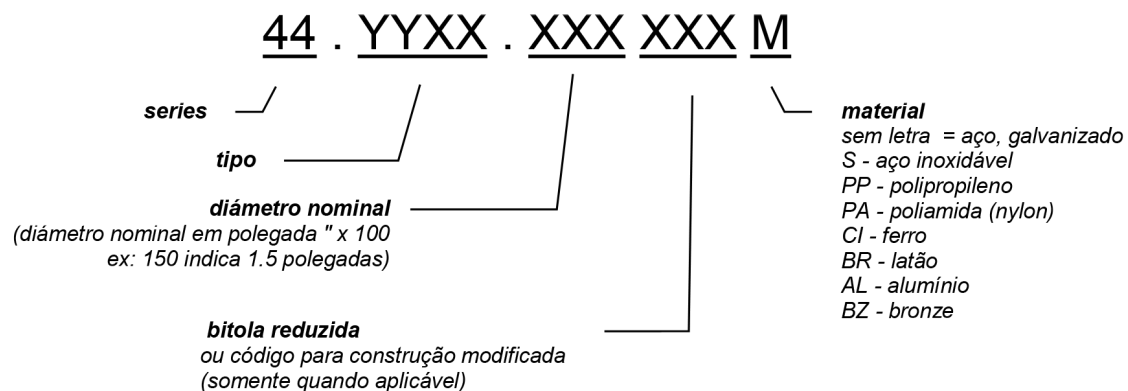 44 . YYXX . XXX XXX M
series
tipo
diámetro nominal
(diámetro nominal em polegada " x 100
ex: 150 indica 1.5 polegadas)
bitola reduzida
ou código para construção modificada
(somente quando aplicável)
material
sem letra = aço, galvanizado
S - aço inoxidável
PP - polipropileno
PA - poliamida (nylon)
CI - ferro
BR - latão
AL - alumínio
BZ - bronze